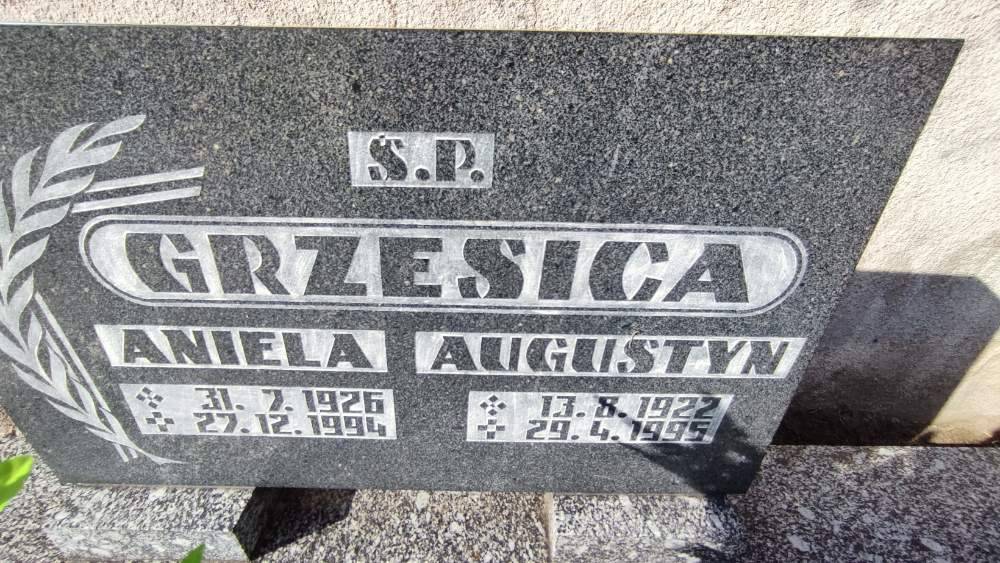 Ś.P.
GRZESICA
ANIELA AUGUSTYN
31. 7. 1926 13. 8. 1922
27. 12. 1994 29. 4. 1995